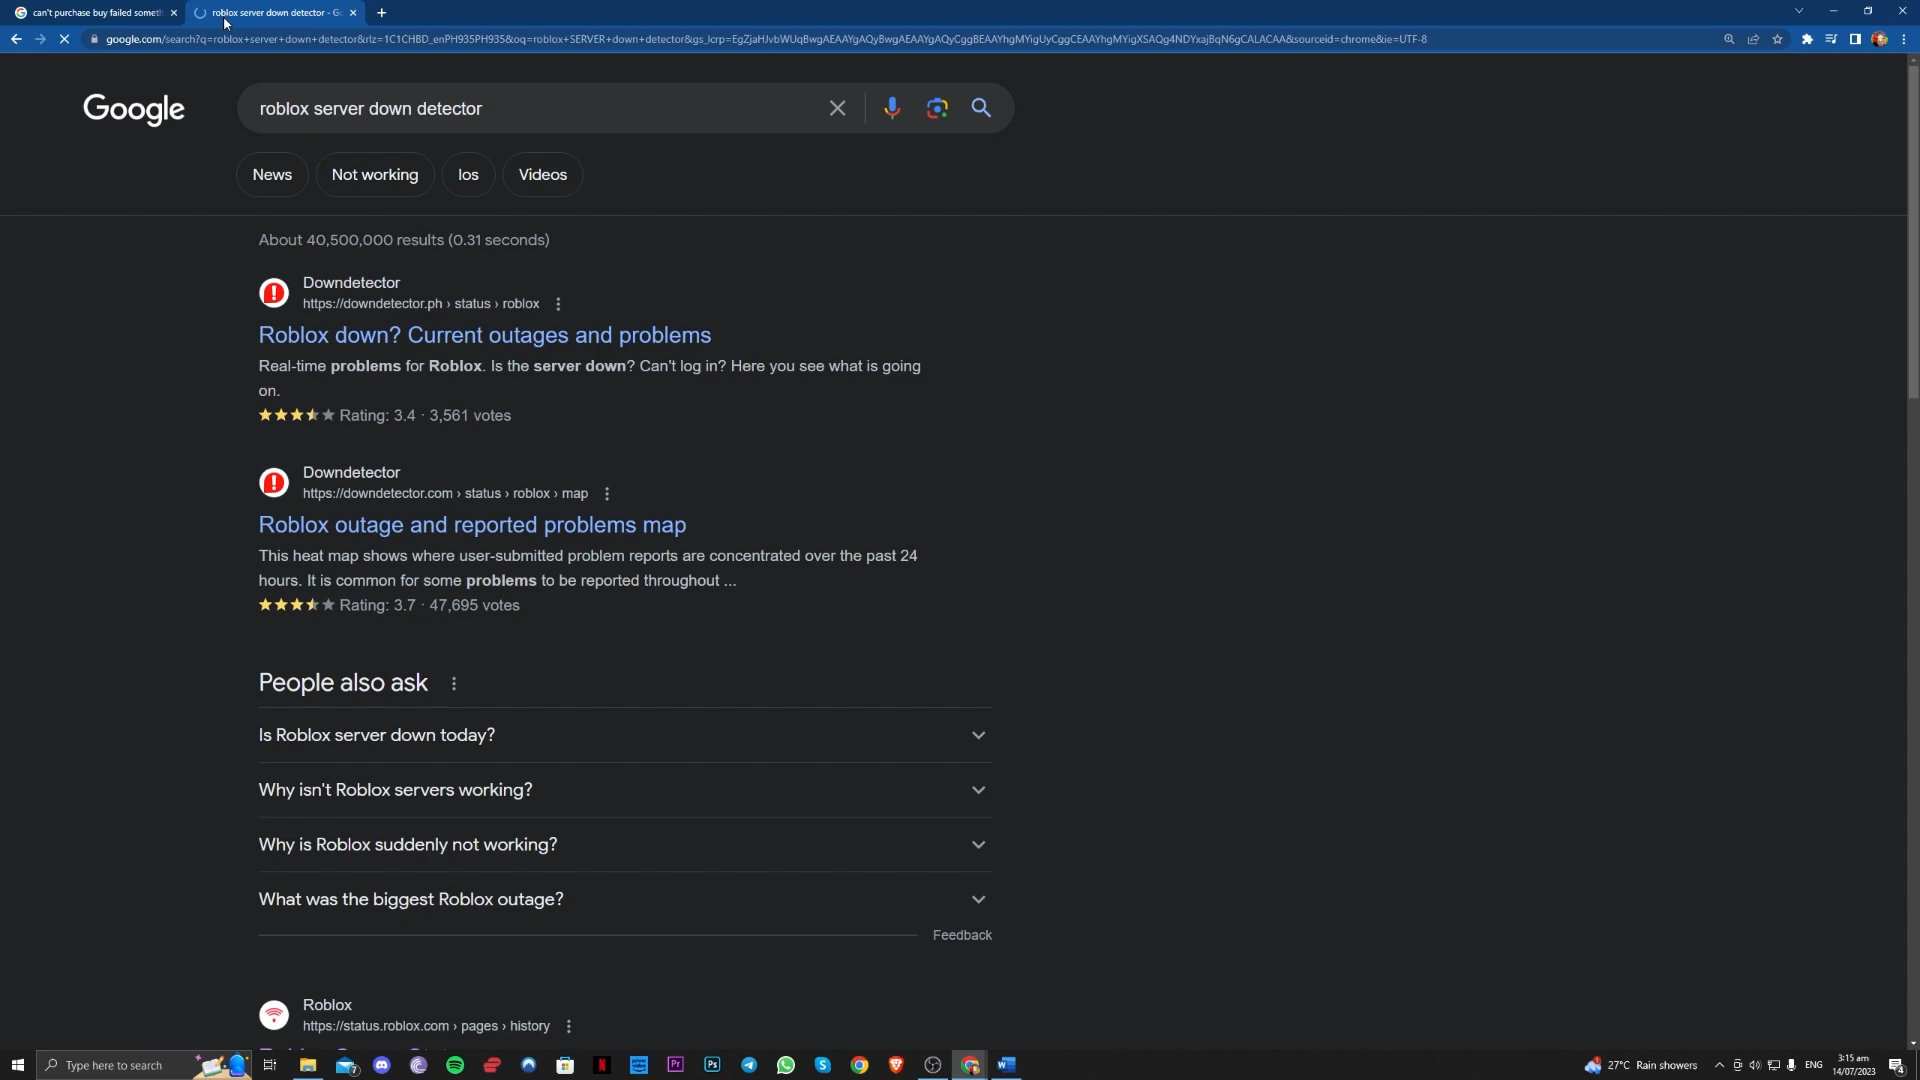 can't purchase buy failed someth
roblox server down detector - Go
google.com/search?q=roblox+server+down+detector&rlz=1C1CHBD_enPH935PH935&oq=roblox+SERVER+down+detector&gs_lcrp=EgZjaHJvbWUqBwgAEAAYgAQyBwgAEAAYgAQyCggBEAAYhgMYigUyCggCEAAYhgMYigXSAQg4NDYxajBqN6gCALACAA&sourceid=chrome&ie=UTF-8
Google
roblox server down detector
News
Not working
Ios
Videos
About 40,500,000 results (0.31 seconds)
Downdetector
https://downdetector.ph › status › roblox
Roblox down? Current outages and problems
Real-time problems for Roblox. Is the server down? Can't log in? Here you see what is going
on.
Rating: 3.4 · 3,561 votes
Downdetector
https://downdetector.com › status › roblox › map
Roblox outage and reported problems map
This heat map shows where user-submitted problem reports are concentrated over the past 24
hours. It is common for some problems to be reported throughout ...
Rating: 3.7 · 47,695 votes
People also ask
Is Roblox server down today?
Why isn't Roblox servers working?
Why is Roblox suddenly not working?
What was the biggest Roblox outage?
Feedback
Roblox
https://status.roblox.com › pages › history
Type here to search
27°C Rain showers
ENG
3:15 am
14/07/2023